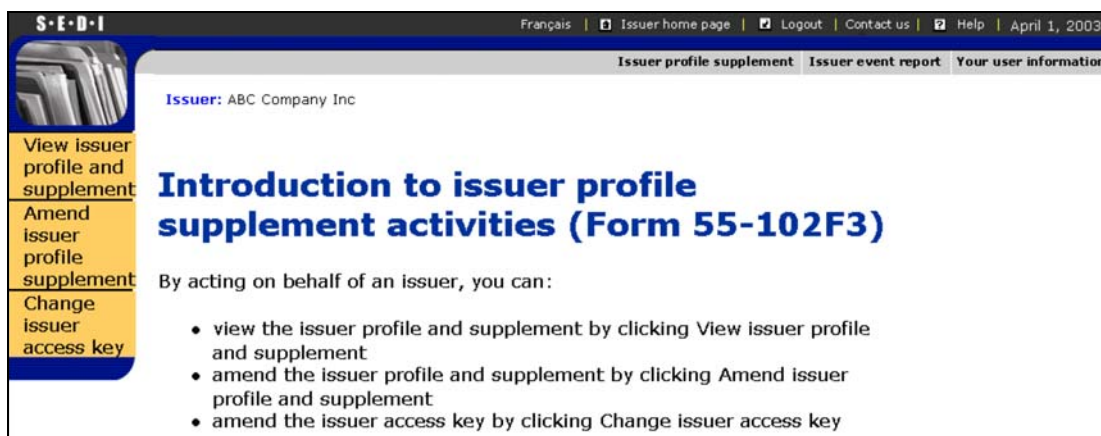 S•E•D•I
Français | Issuer home page | Logout | Contact us | Help | April 1, 2003
Issuer profile supplement Issuer event report Your user information
Issuer: ABC Company Inc
View issuer
profile and
supplement
Amend
issuer
profile
supplement
Change
issuer
access key
Introduction to issuer profile
supplement activities (Form 55-102F3)
By acting on behalf of an issuer, you can:
• view the issuer profile and supplement by clicking View issuer profile
and supplement
• amend the issuer profile and supplement by clicking Amend issuer
profile and supplement
• amend the issuer access key by clicking Change issuer access key